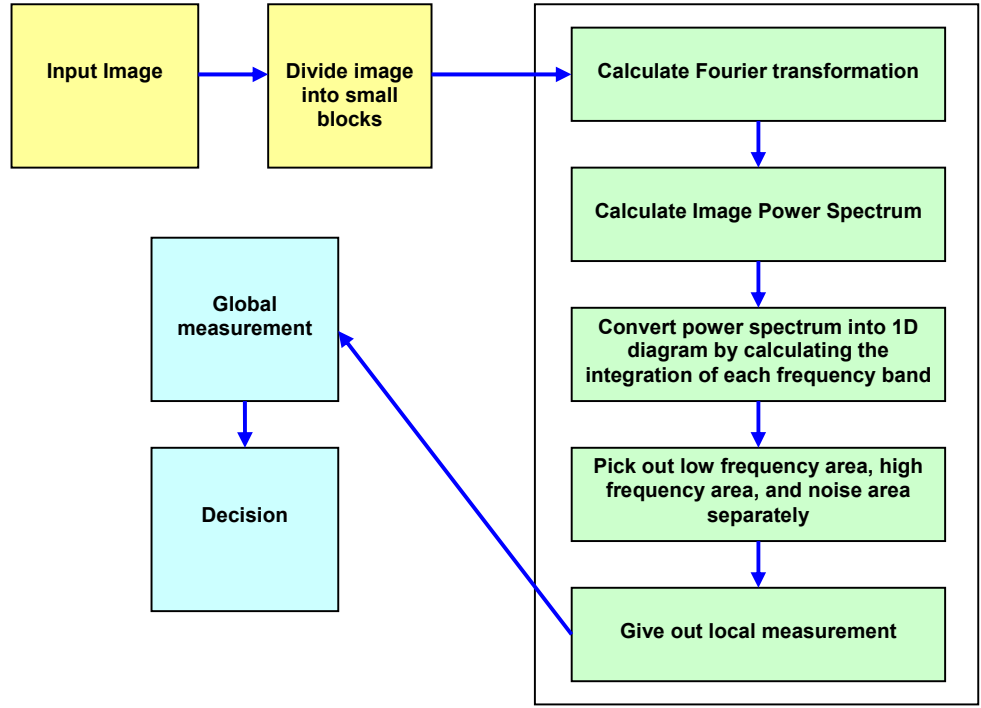 Input Image
Divide image
into small
blocks
Calculate Fourier transformation
Calculate Image Power Spectrum
Convert power spectrum into 1D
diagram by calculating the
integration of each frequency band
Pick out low frequency area, high
frequency area, and noise area
separately
Give out local measurement
Global
measurement
Decision